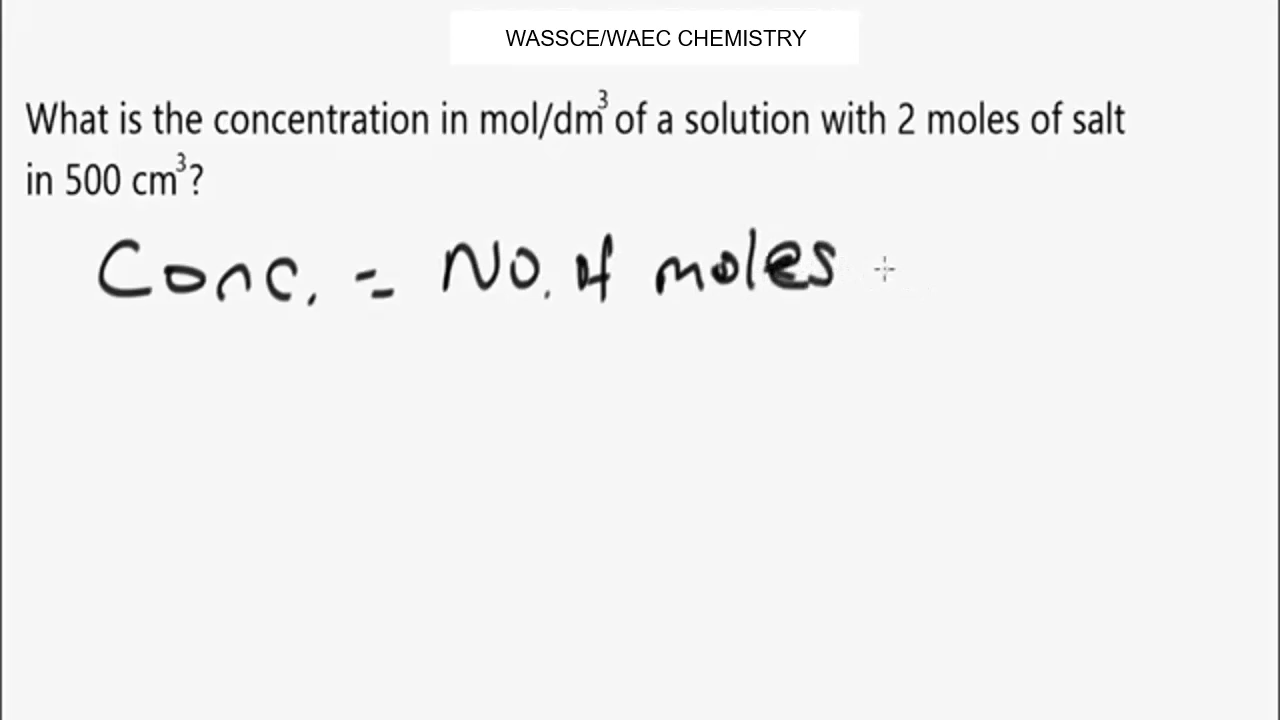 WASSCE/WAEC CHEMISTRY
What is the concentration in mol/dm³ of a solution with 2 moles of salt
in 500 cm³?
Conc. = No. of moles